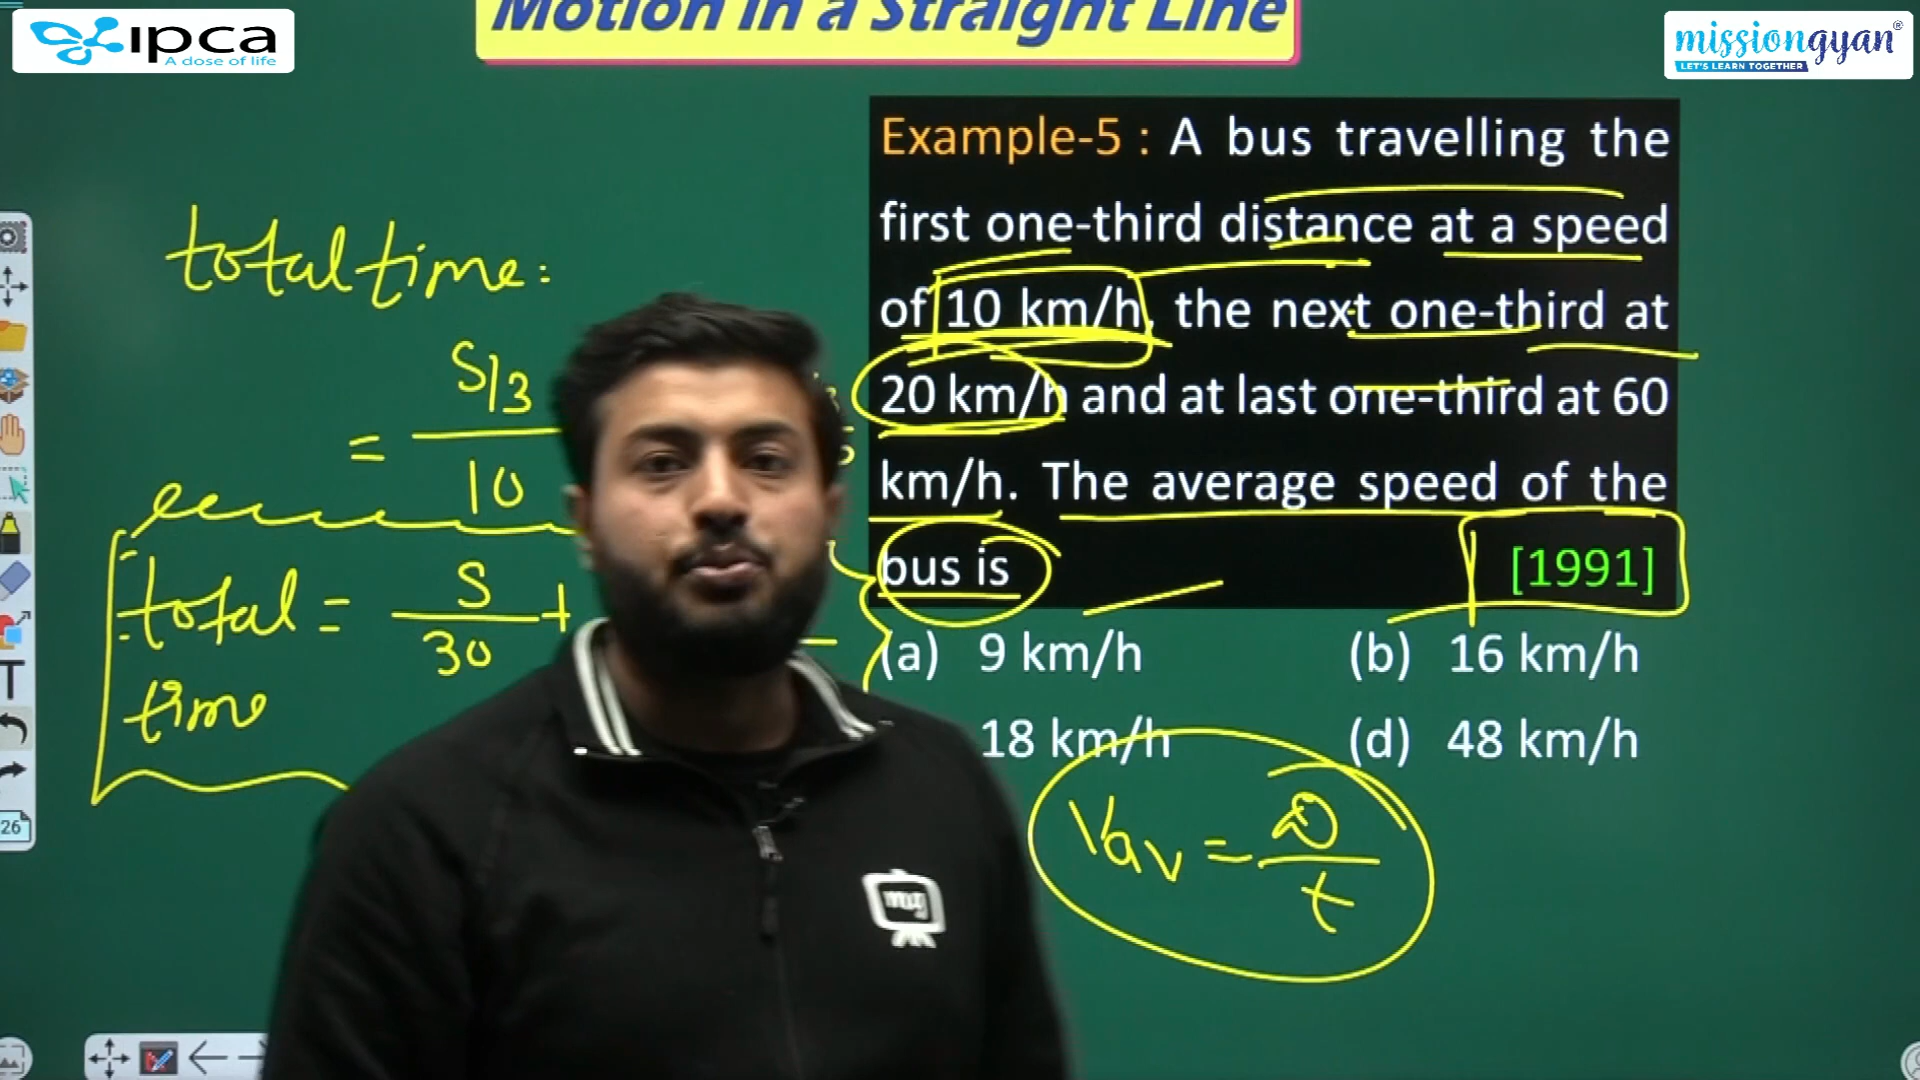 Motion in a Straight Line
ipca
A dose of life
missiongyan®
LET'S LEARN TOGETHER
Example-5 : A bus travelling the
first one-third distance at a speed
of 10 km/h, the next one-third at
20 km/h and at last one-third at 60
km/h. The average speed of the
bus is [1991]
(a) 9 km/h (b) 16 km/h
18 km/h (d) 48 km/h
total time:
= S/3
10
total = S +
30
time
Vav = D
t
mg
26